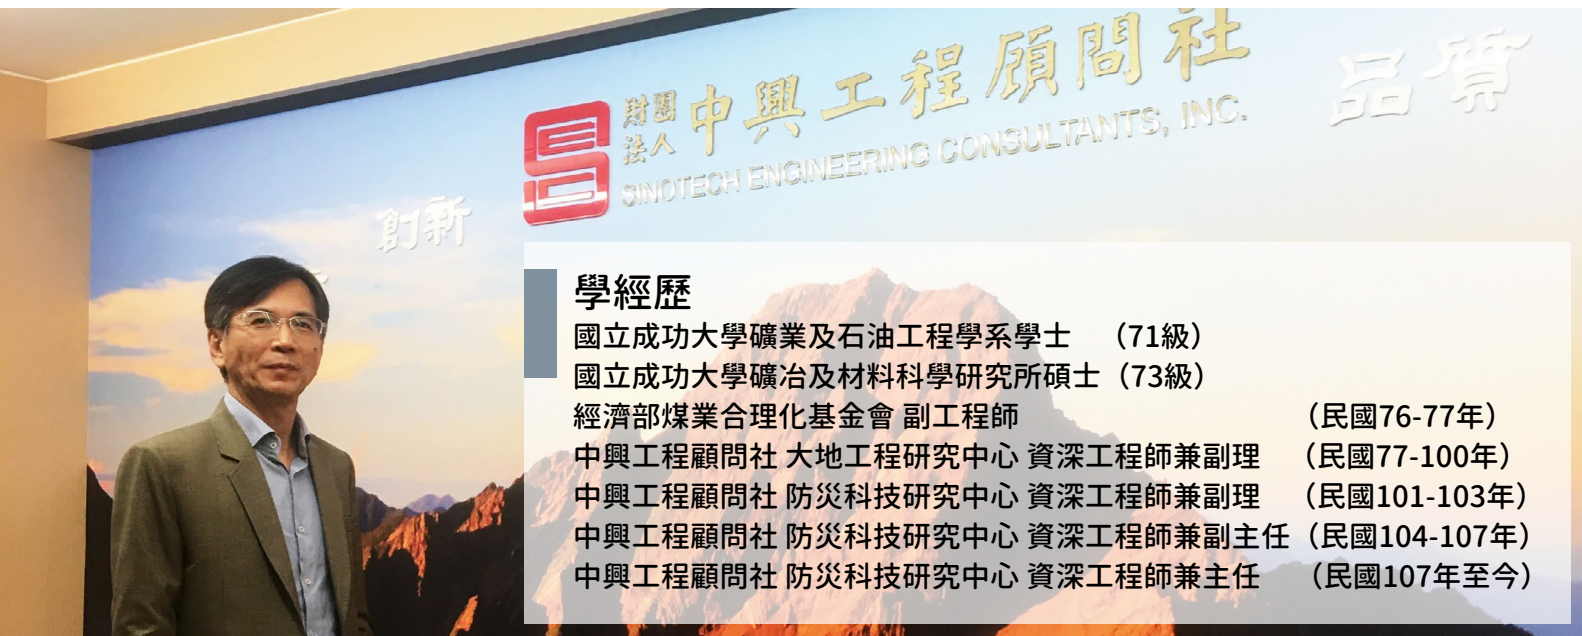 財團法人 中興工程顧問社
SINOTECH ENGINEERING CONSULTANTS, INC.
品質
創新
學經歷
國立成功大學礦業及石油工程學系學士 （71級）
國立成功大學礦冶及材料科學研究所碩士（73級）
經濟部煤業合理化基金會 副工程師 （民國76-77年）
中興工程顧問社 大地工程研究中心 資深工程師兼副理 （民國77-100年）
中興工程顧問社 防災科技研究中心 資深工程師兼副理 （民國101-103年）
中興工程顧問社 防災科技研究中心 資深工程師兼副主任（民國104-107年）
中興工程顧問社 防災科技研究中心 資深工程師兼主任 （民國107年至今）